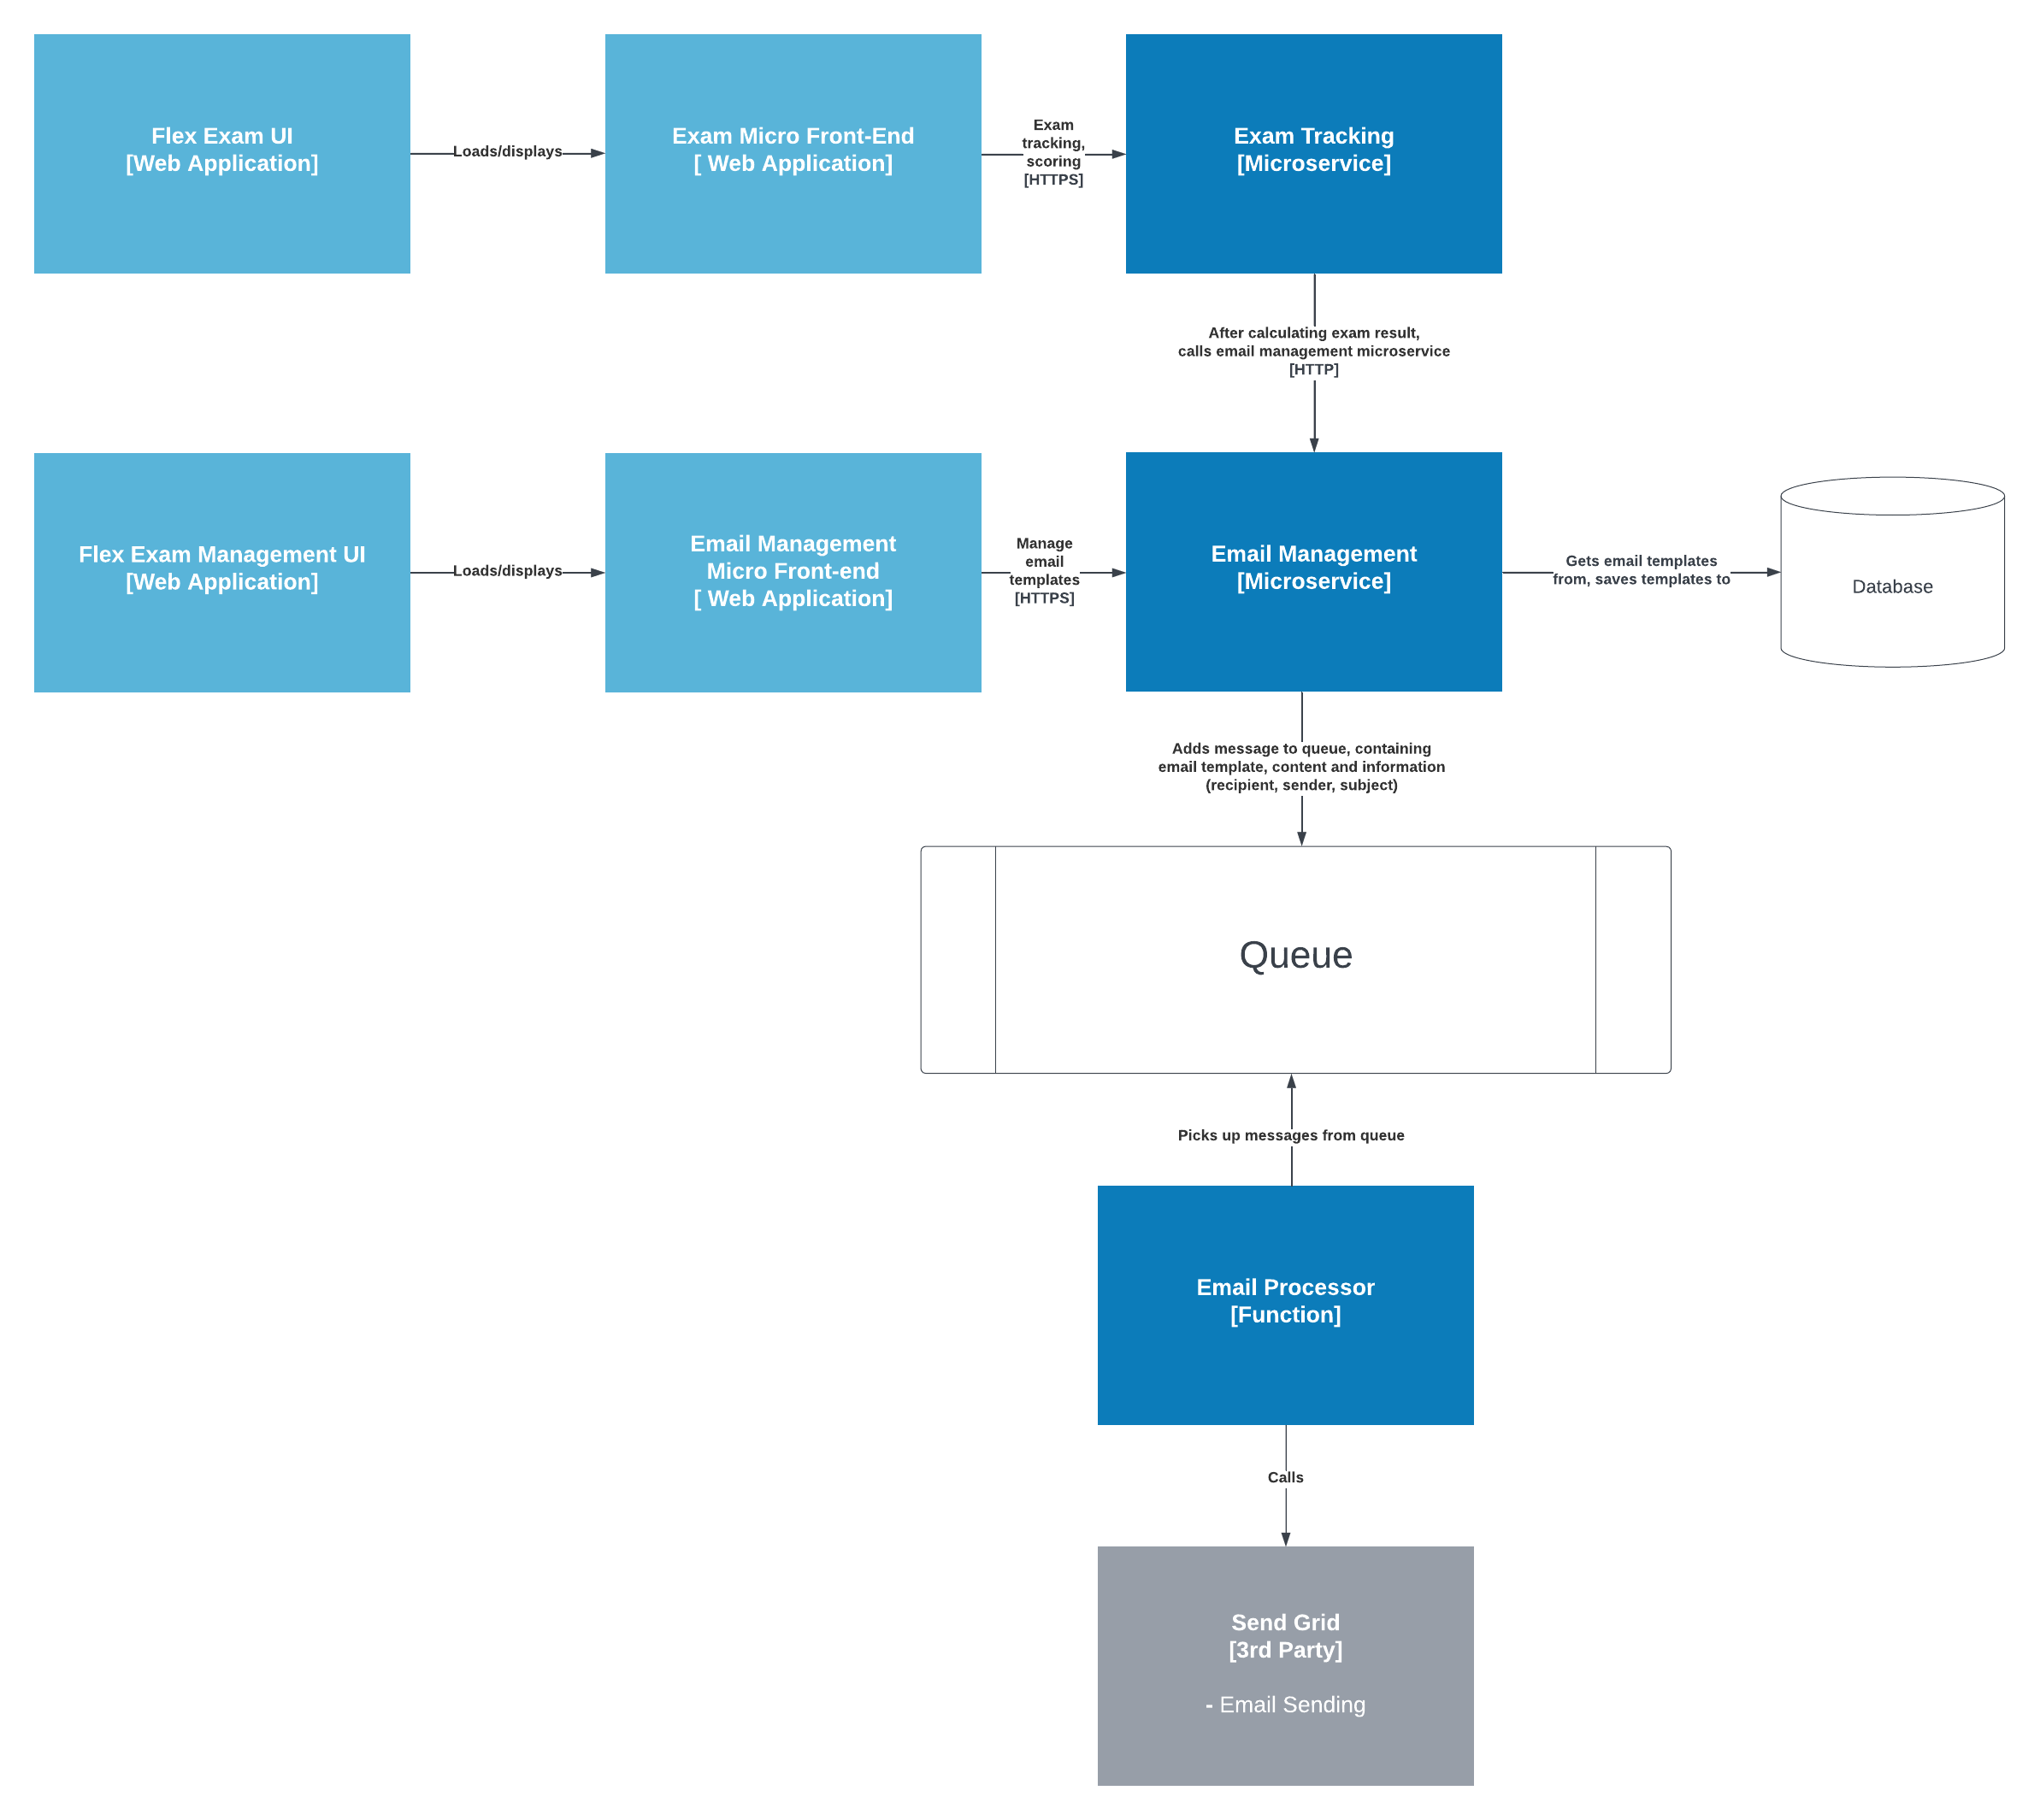 Flex Exam UI
[Web Application]
Loads/displays
Exam Micro Front-End
[ Web Application]
Exam
tracking,
scoring
[HTTPS]
Exam Tracking
[Microservice]
After calculating exam result,
calls email management microservice
[HTTP]
Flex Exam Management UI
[Web Application]
Loads/displays
Email Management
Micro Front-end
[ Web Application]
Manage
email
templates
[HTTPS]
Email Management
[Microservice]
Gets email templates
from, saves templates to
Database
Adds message to queue, containing
email template, content and information
(recipient, sender, subject)
Queue
Picks up messages from queue
Email Processor
[Function]
Calls
Send Grid
[3rd Party]
- Email Sending